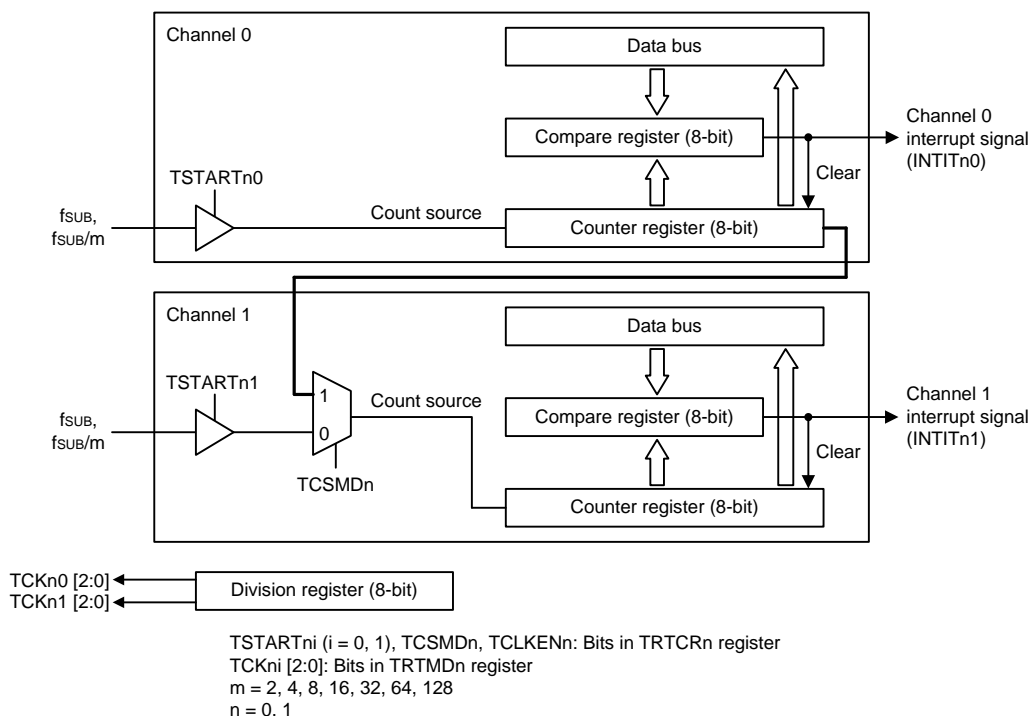 Channel 0
Data bus
Compare register (8-bit)
Channel 0
interrupt signal
(INTITn0)
Clear
TSTARTn0
fSUB,
fSUB/m
Count source
Counter register (8-bit)
Channel 1
Data bus
TSTARTn1
1
0
Count source
Compare register (8-bit)
Channel 1
interrupt signal
(INTITn1)
fSUB,
fSUB/m
Clear
TCSMDn
Counter register (8-bit)
TCKn0 [2:0]
TCKn1 [2:0]
Division register (8-bit)
TSTARTni (i = 0, 1), TCSMDn, TCLKENn: Bits in TRTCRn register
TCKni [2:0]: Bits in TRTMDn register
m = 2, 4, 8, 16, 32, 64, 128
n = 0, 1